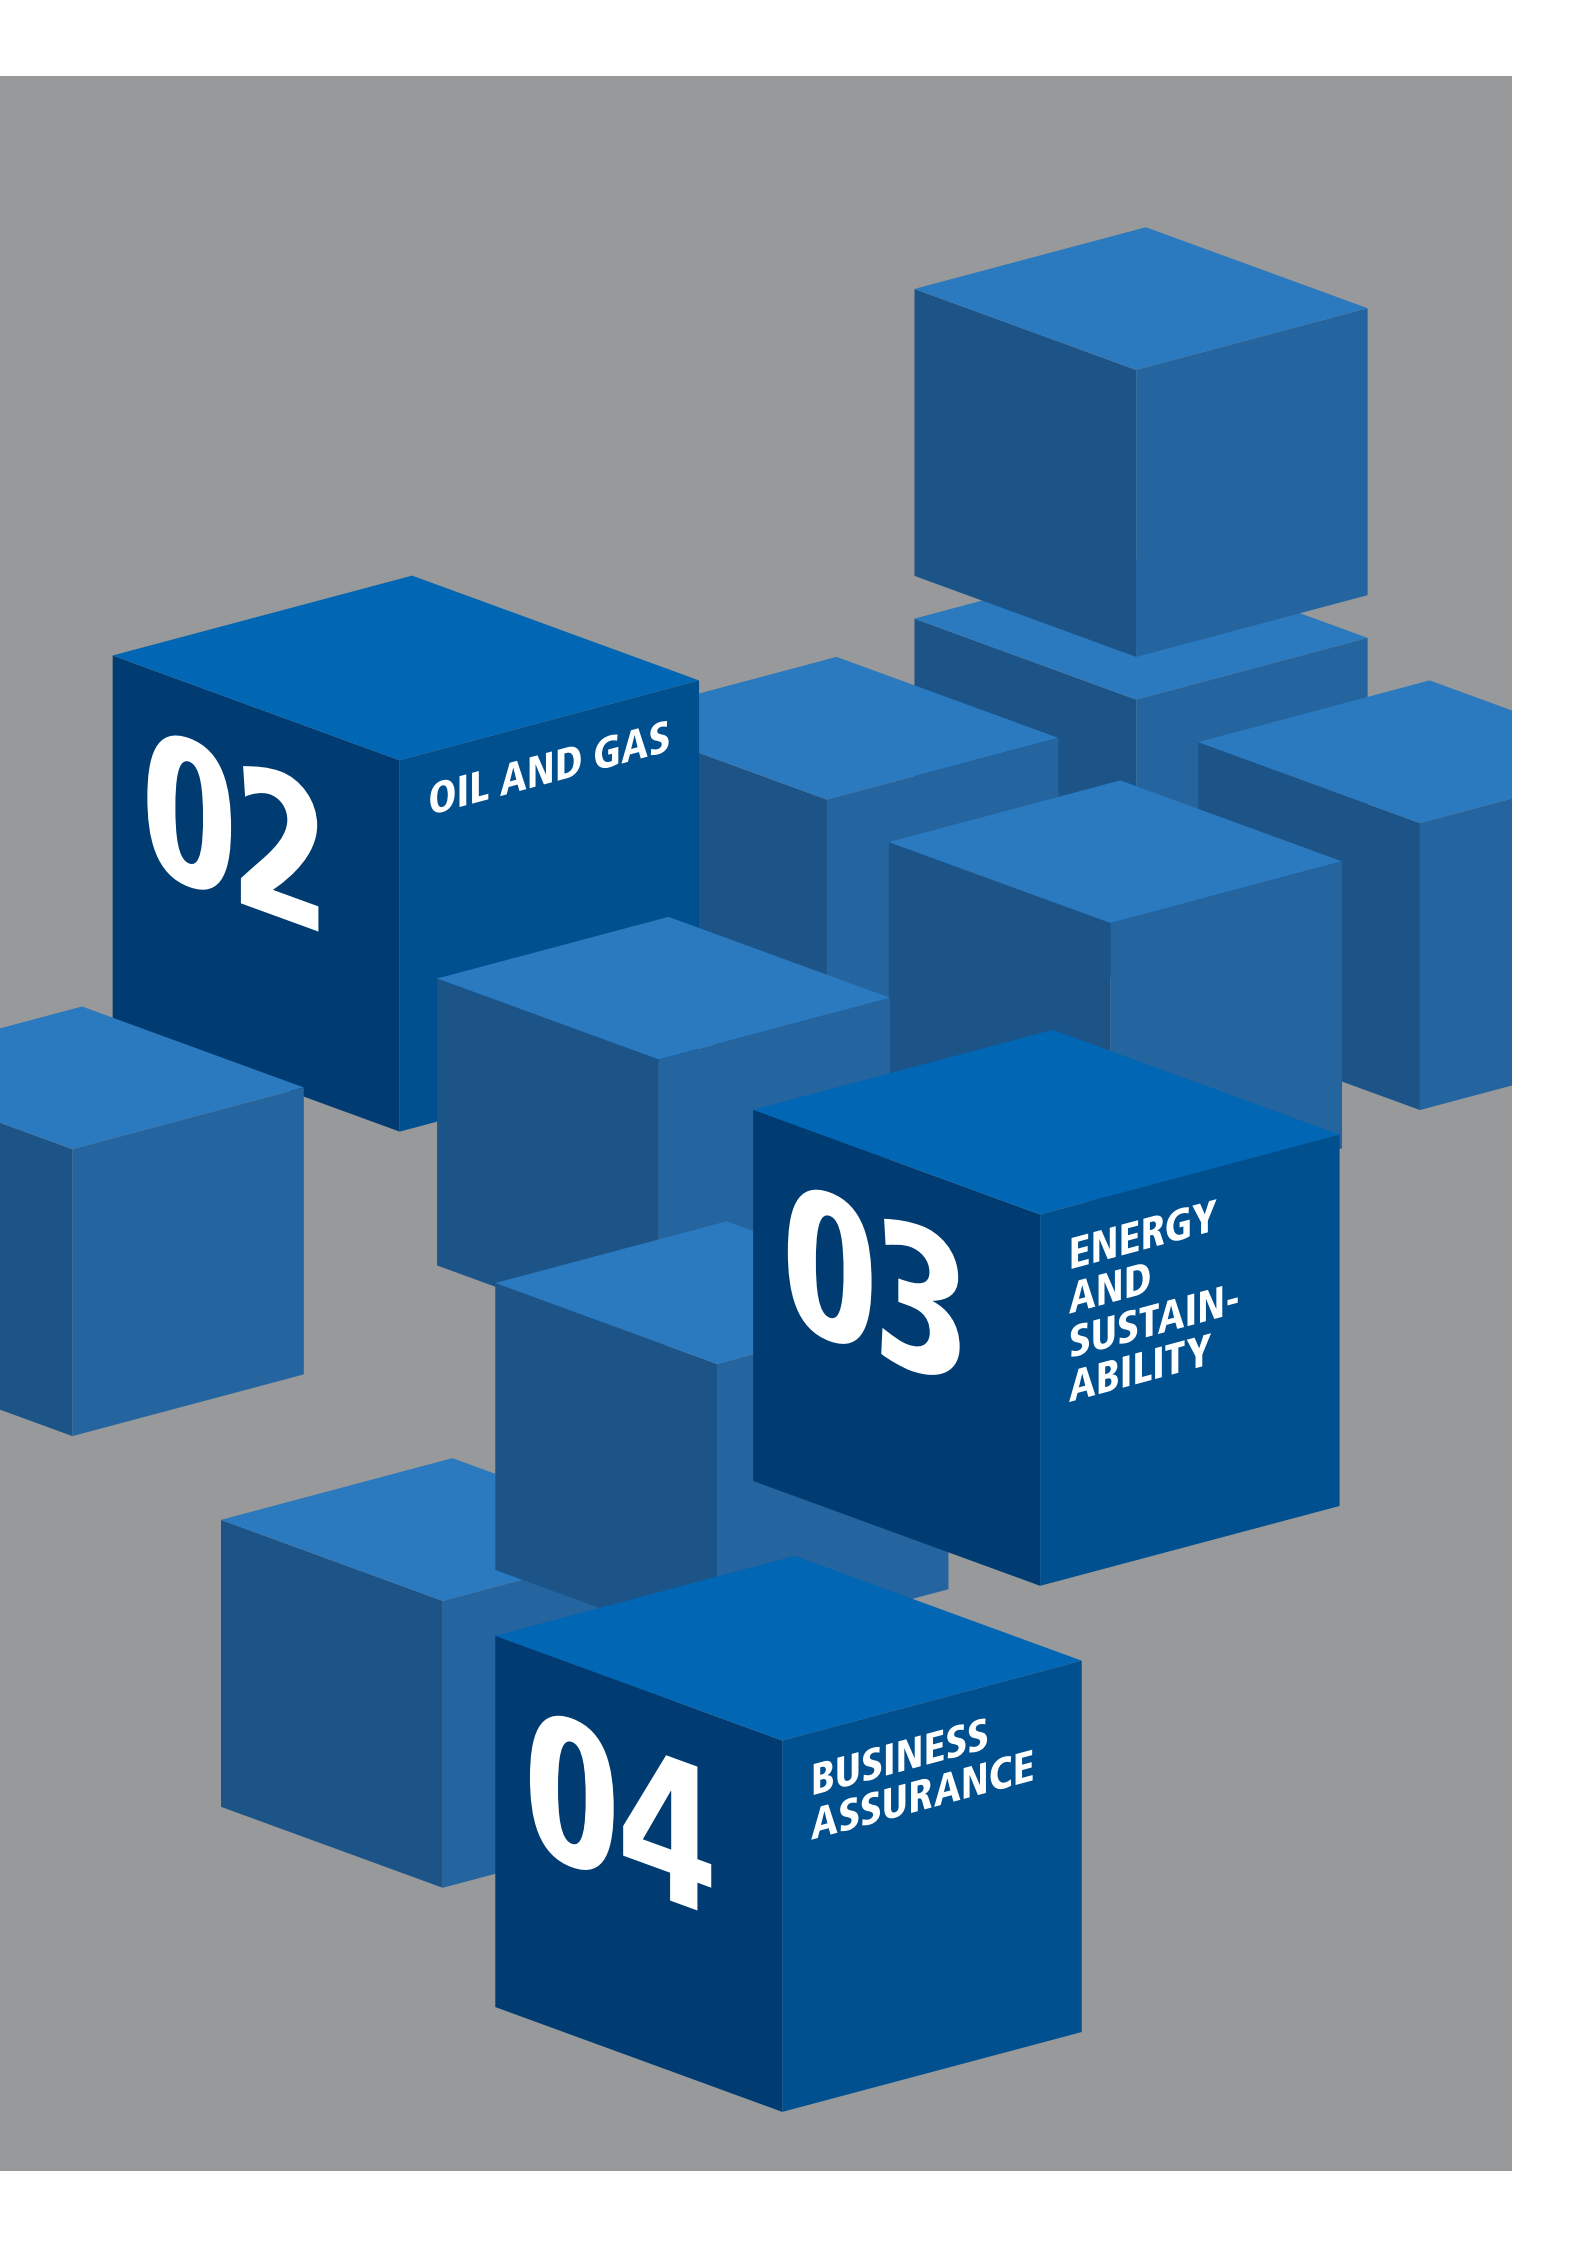 02
OIL AND GAS
03
ENERGY
AND
SUSTAIN-
ABILITY
04
BUSINESS
ASSURANCE